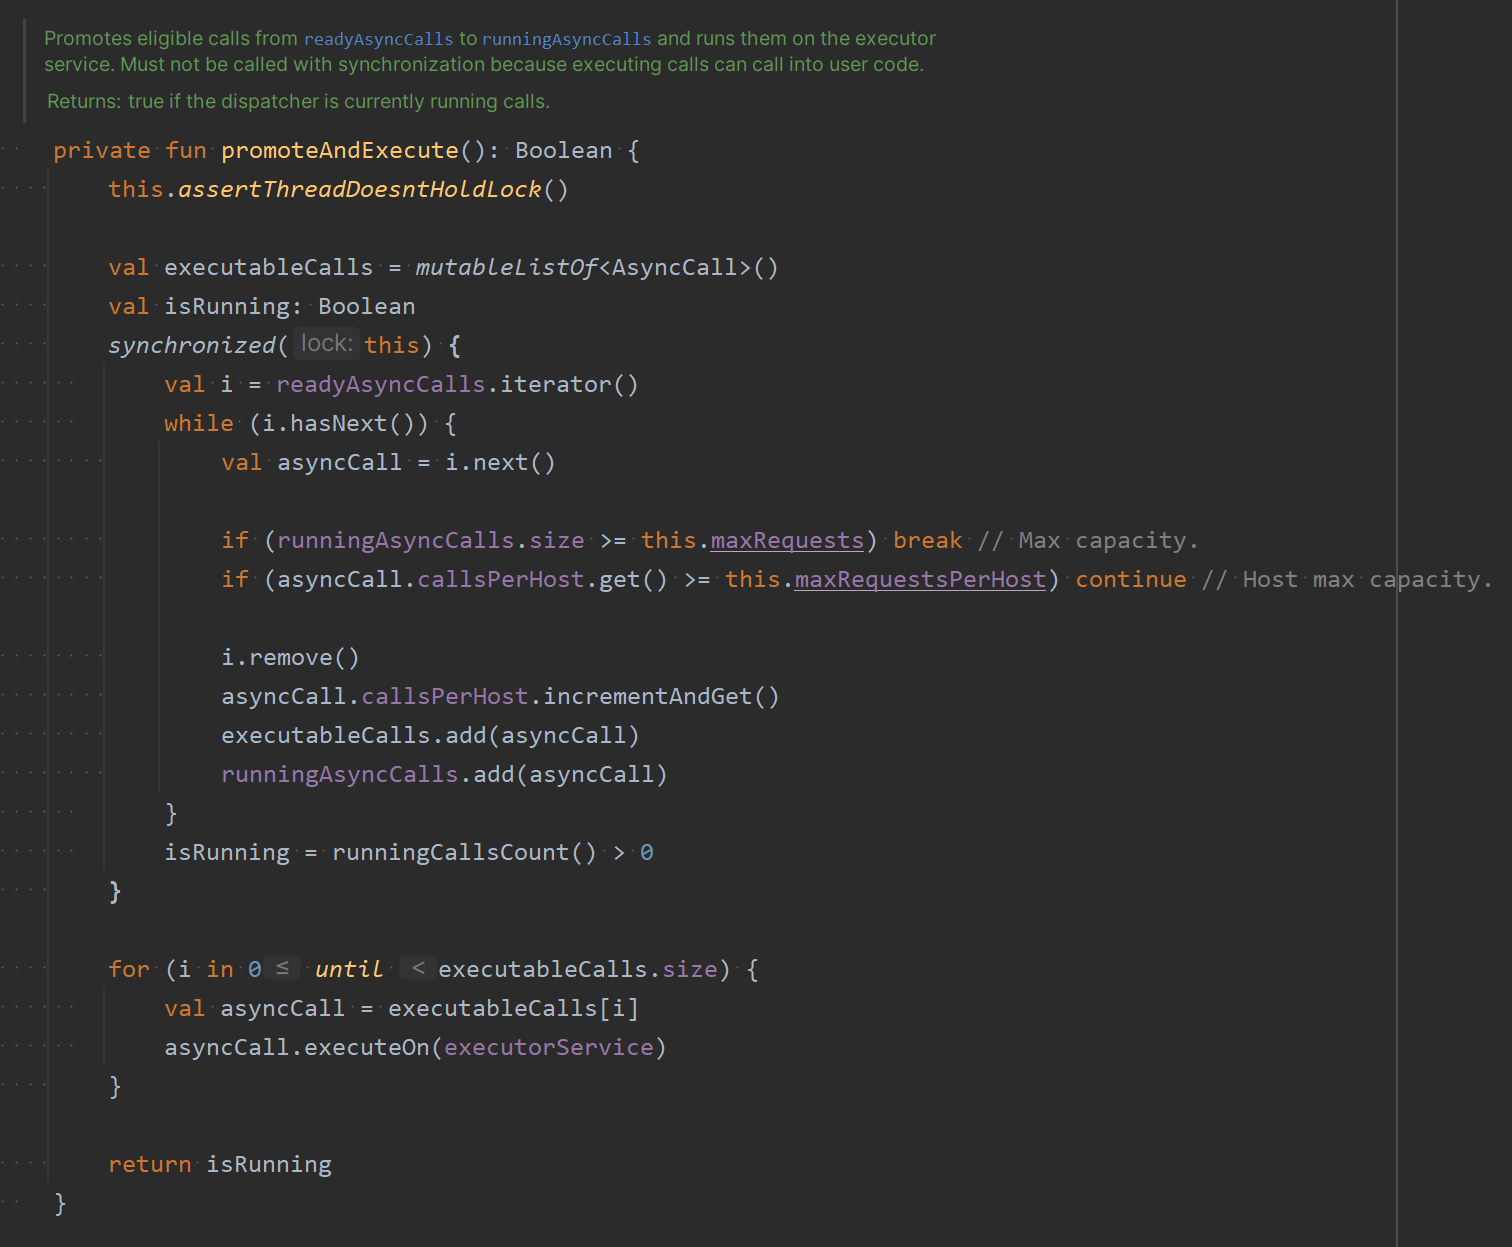 Promotes eligible calls from readyAsyncCalls to runningAsyncCalls and runs them on the executor
service. Must not be called with synchronization because executing calls can call into user code.
Returns: true if the dispatcher is currently running calls.
private fun promoteAndExecute(): Boolean {
this.assertThreadDoesntHoldLock()
val executableCalls = mutableListOf<AsyncCall>()
val isRunning: Boolean
synchronized( lock: this) {
val i = readyAsyncCalls.iterator()
while (i.hasNext()) {
val asyncCall = i.next()
if (runningAsyncCalls.size >= this.maxRequests) break // Max capacity.
if (asyncCall.callsPerHost.get() >= this.maxRequestsPerHost) continue // Host max capacity.
i.remove()
asyncCall.callsPerHost.incrementAndGet()
executableCalls.add(asyncCall)
runningAsyncCalls.add(asyncCall)
}
isRunning = runningCallsCount() > 0
}
for (i in 0 ≤ until < executableCalls.size) {
val asyncCall = executableCalls[i]
asyncCall.executeOn(executorService)
}
return isRunning
}